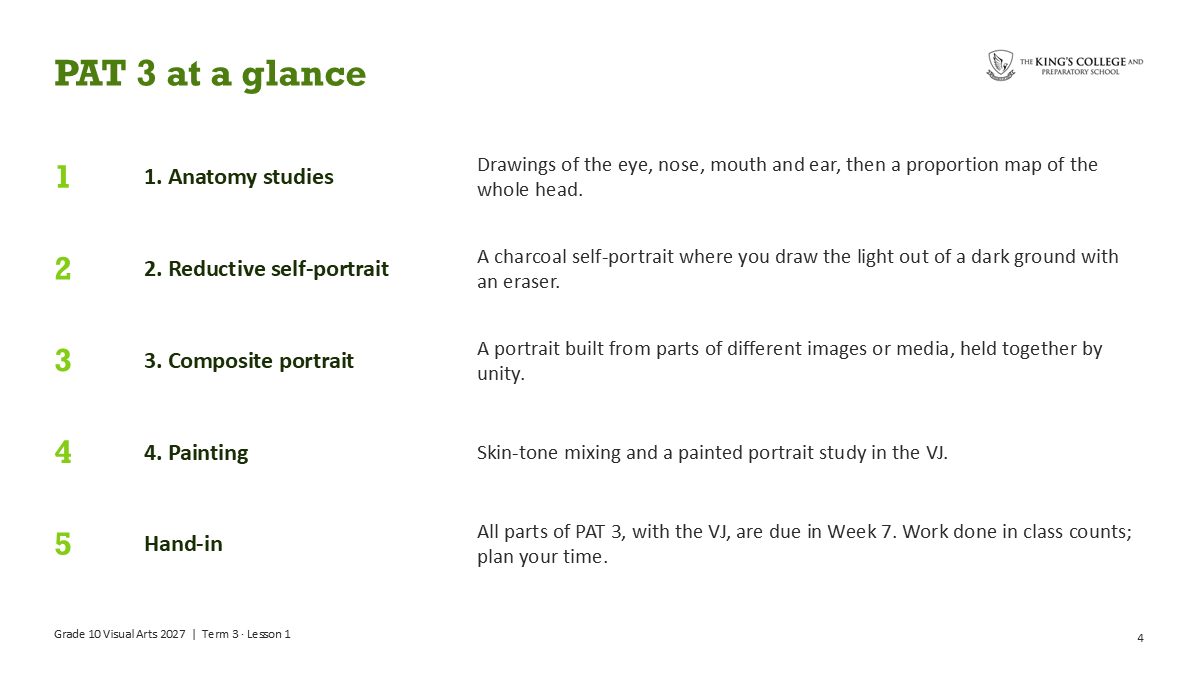 PAT 3 at a glance
THE KING'S COLLEGE AND
PREPARATORY SCHOOL
1
1. Anatomy studies
Drawings of the eye, nose, mouth and ear, then a proportion map of the
whole head.
2
2. Reductive self-portrait
A charcoal self-portrait where you draw the light out of a dark ground with
an eraser.
3
3. Composite portrait
A portrait built from parts of different images or media, held together by
unity.
4
4. Painting
Skin-tone mixing and a painted portrait study in the VJ.
5
Hand-in
All parts of PAT 3, with the VJ, are due in Week 7. Work done in class counts;
plan your time.
Grade 10 Visual Arts 2027 | Term 3 · Lesson 1
4